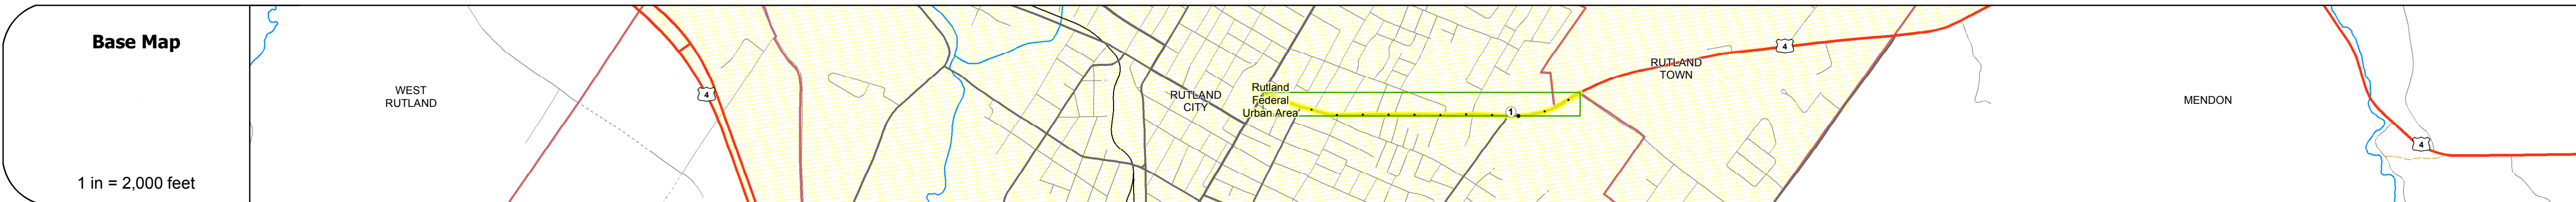 Base Map
1 in = 2,000 feet
WEST
RUTLAND
4
RUTLAND
CITY
Rutland
Federal
Urban Area
1
RUTLAND
TOWN
4
MENDON
4